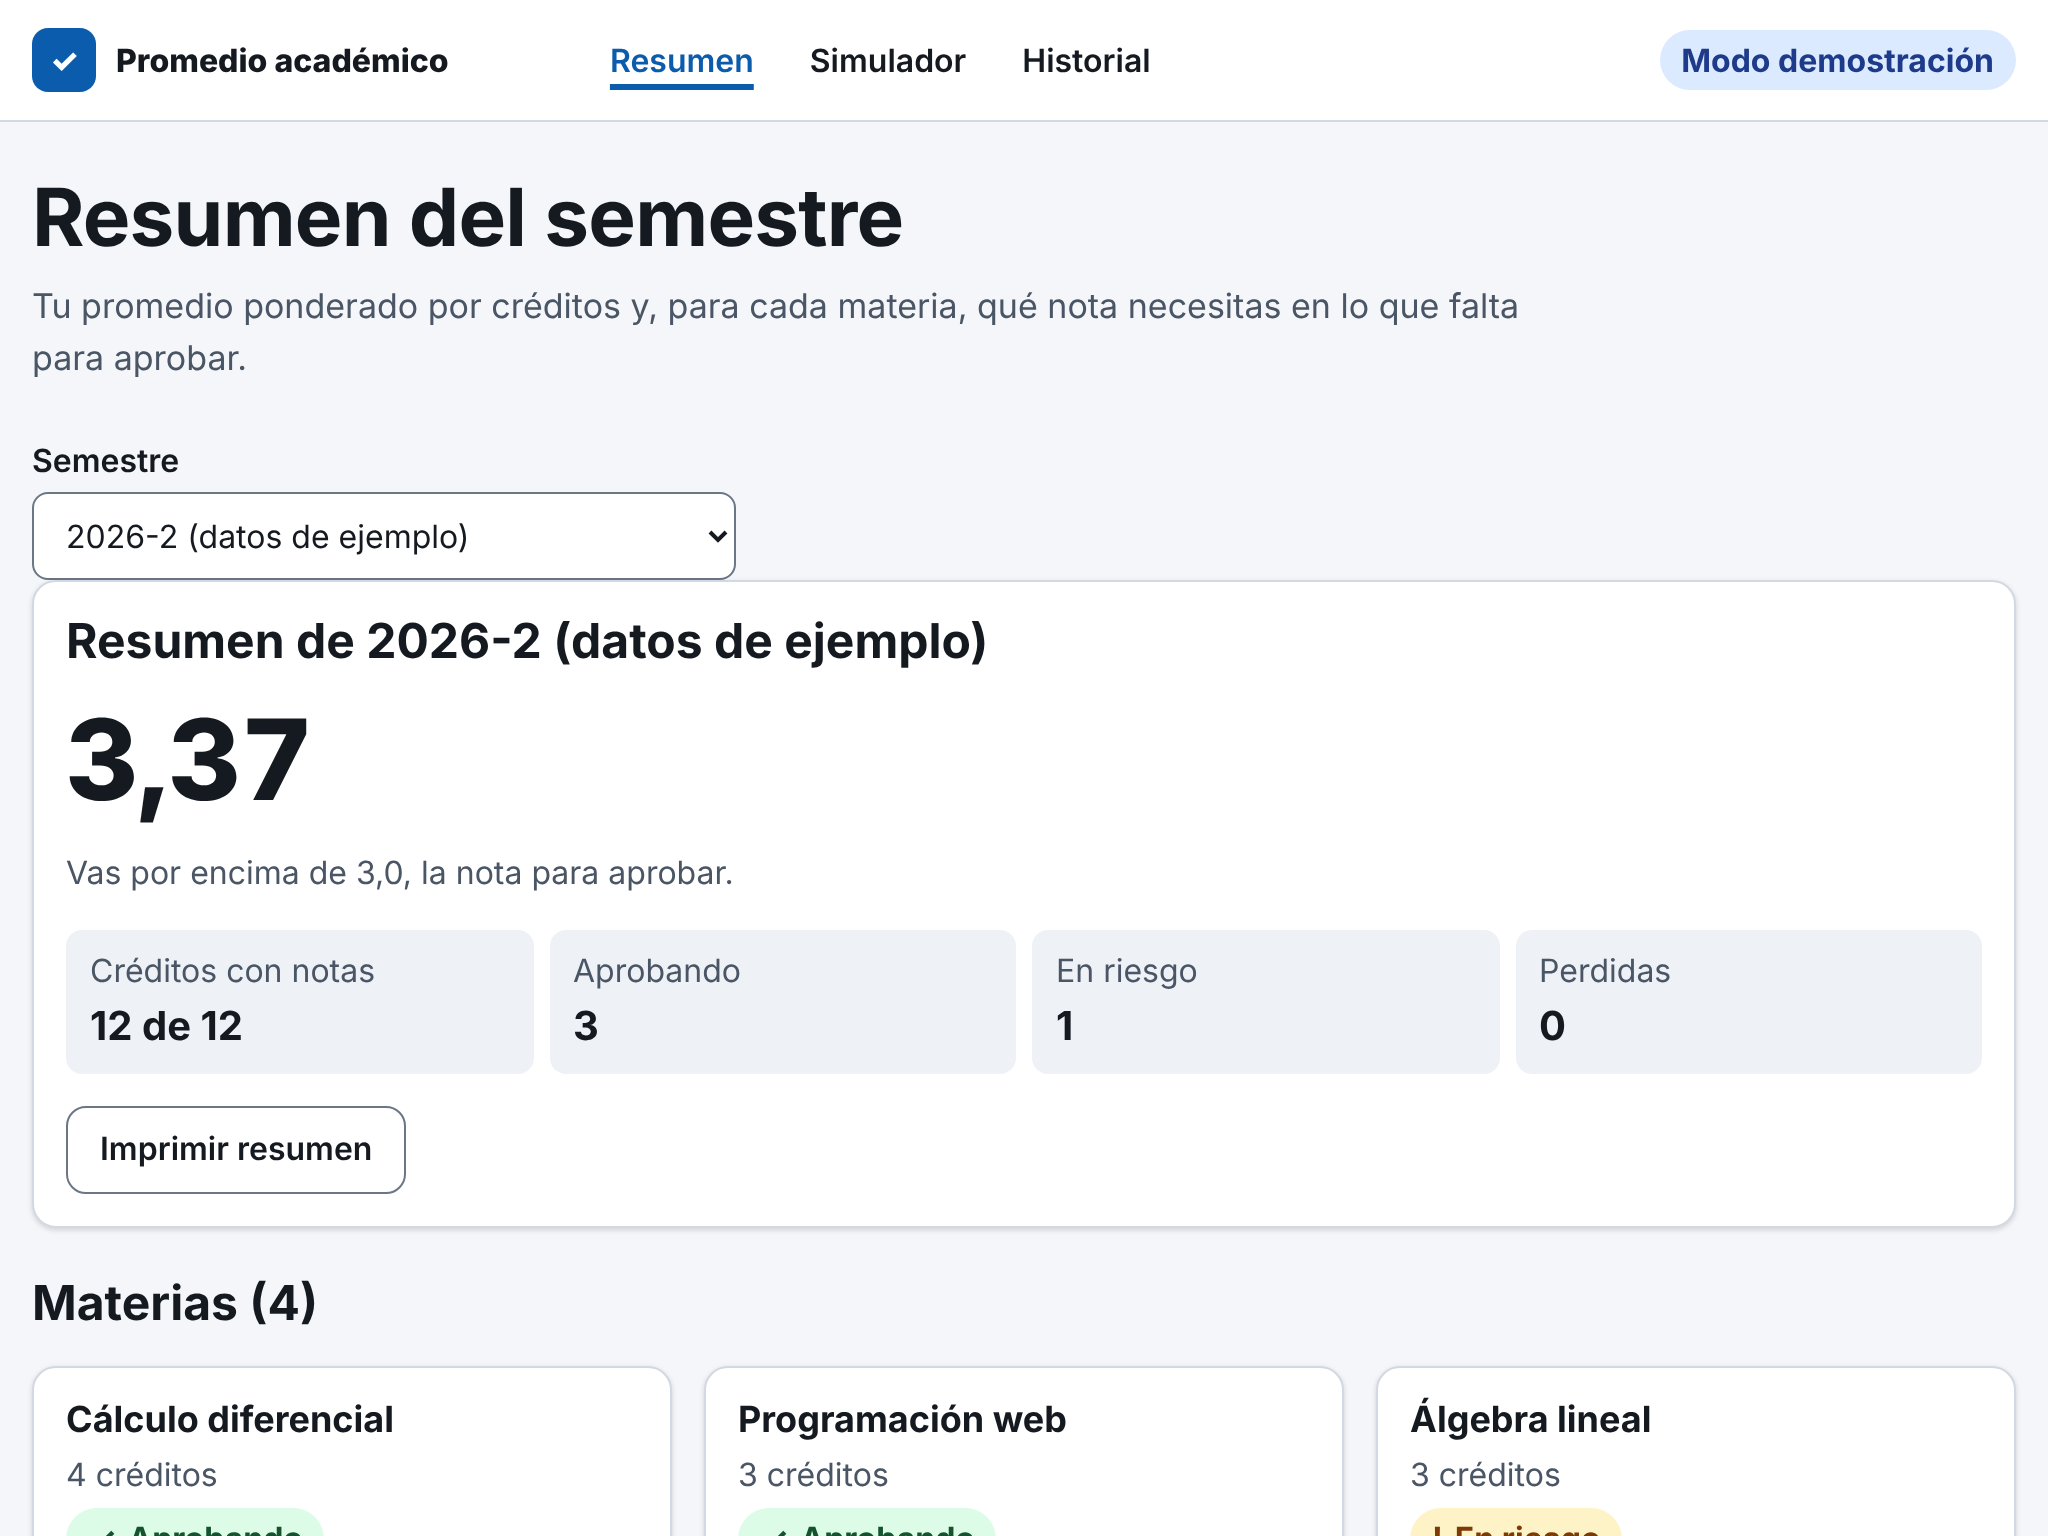 Promedio académico
Resumen
Simulador
Historial
Modo demostración
Resumen del semestre
Tu promedio ponderado por créditos y, para cada materia, qué nota necesitas en lo que falta
para aprobar.
Semestre
2026-2 (datos de ejemplo)
Resumen de 2026-2 (datos de ejemplo)
3,37
Vas por encima de 3,0, la nota para aprobar.
Créditos con notas
12 de 12
Aprobando
3
En riesgo
1
Perdidas
0
Imprimir resumen
Materias (4)
Cálculo diferencial
4 créditos
Aprobando
Programación web
3 créditos
Aprobando
Álgebra lineal
3 créditos
! En riesgo